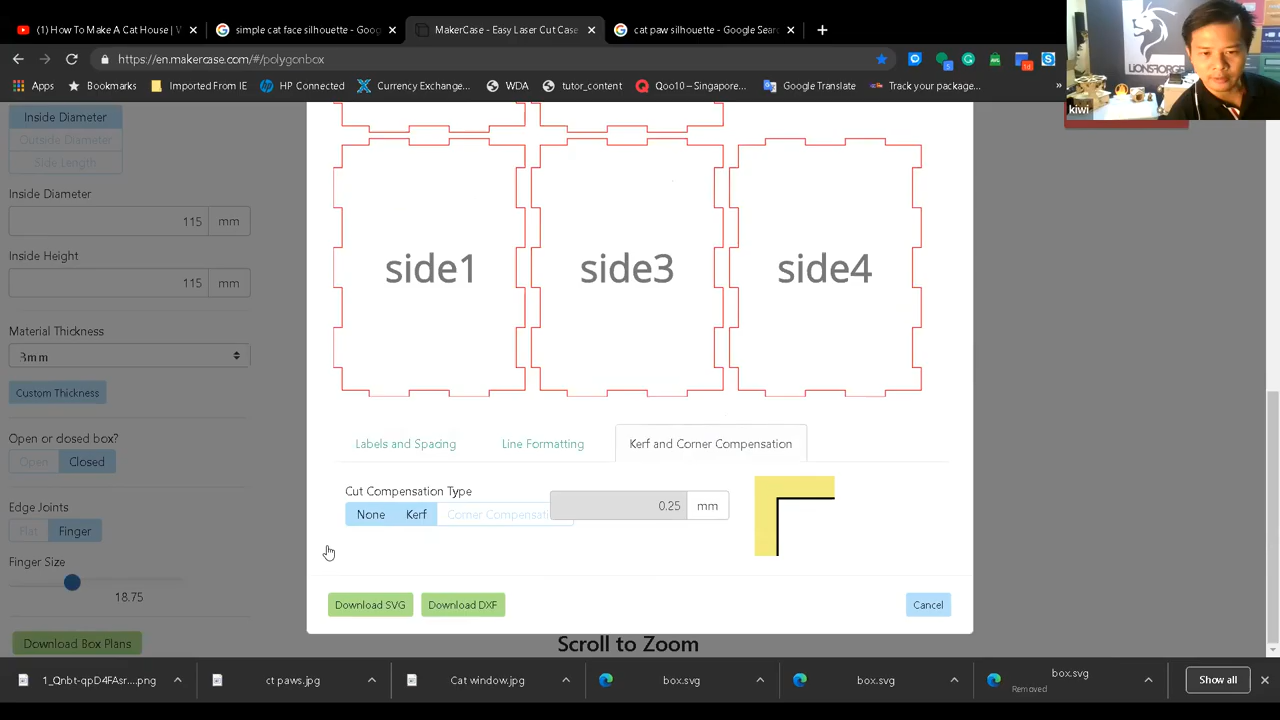 (1) How To Make A Cat House | \
simple cat face silhouette - Goog
MakerCase - Easy Laser Cut Case
cat paw silhouette - Google Sear
https://en.makercase.com/#/polygonbox
Apps
Bookmarks
Imported From IE
HP Connected
Currency Exchange...
WDA
tutor_content
Qoo10 – Singapore...
Google Translate
Track your package...
»
LIONSFORGE
kiwi
Inside Diameter
Outside Diameter
Side Length
Inside Diameter
115 mm
Inside Height
115 mm
Material Thickness
3mm
Custom Thickness
Open or closed box?
Open Closed
Edge Joints
Flat Finger
Finger Size
18.75
Download Box Plans
side1 side3 side4
Labels and Spacing Line Formatting Kerf and Corner Compensation
Cut Compensation Type
None Kerf Corner Compensati
0.25 mm
Download SVG Download DXF Cancel
Scroll to Zoom
1_Qnbt-qpD4FAsr....png
ct paws.jpg
Cat window.jpg
box.svg
box.svg
box.svg
Removed
Show all